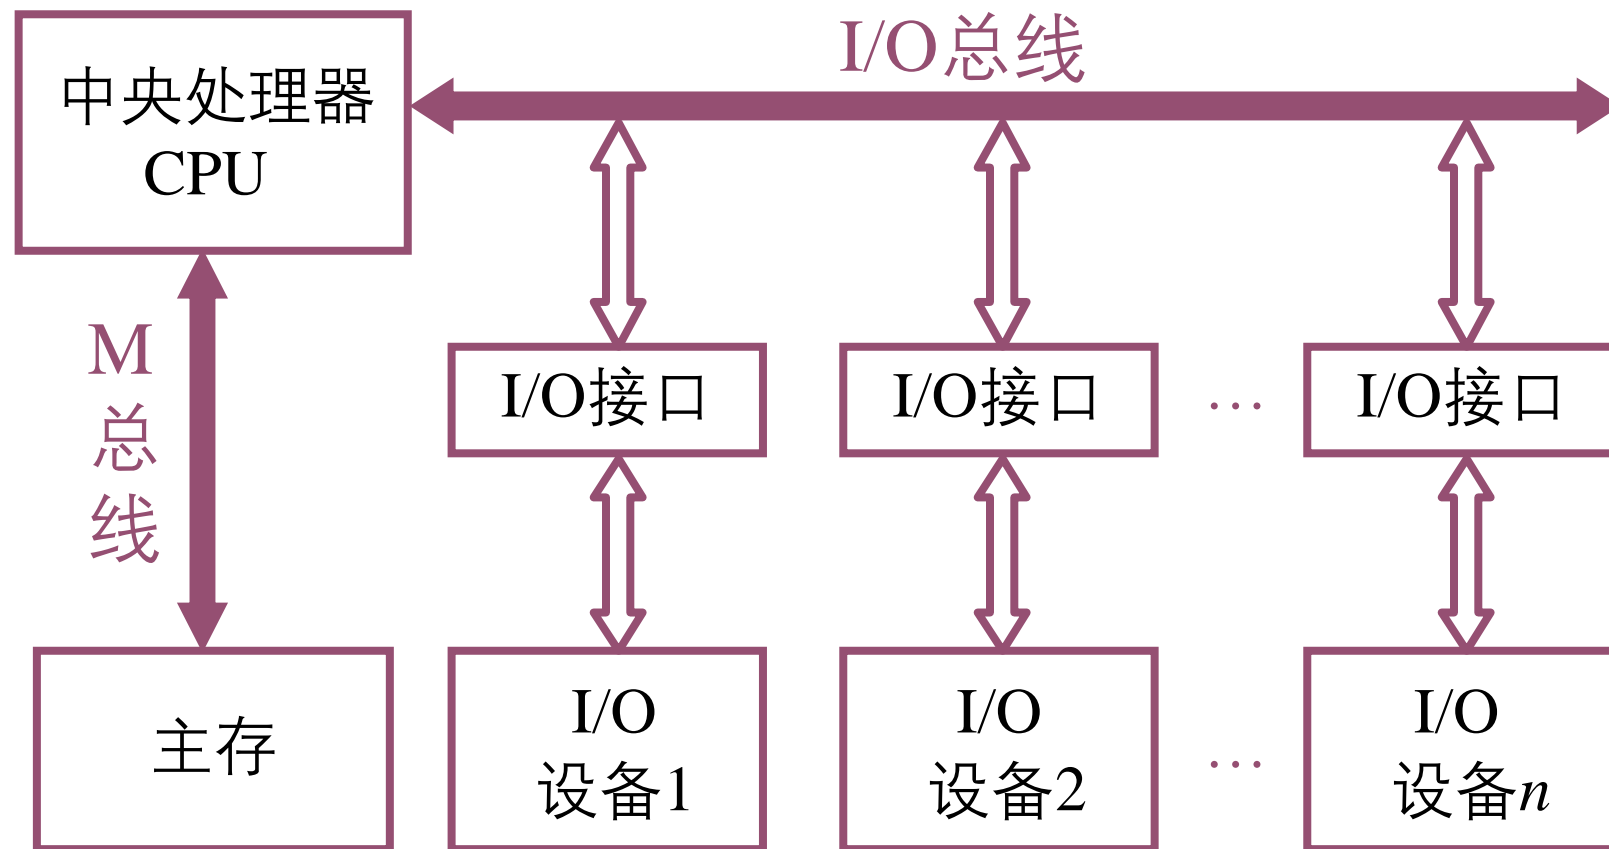 中央处理器
CPU
I/O总线
M
总
线
I/O接口
I/O接口
…
I/O接口
主存
I/O
设备1
I/O
设备2
…
I/O
设备n